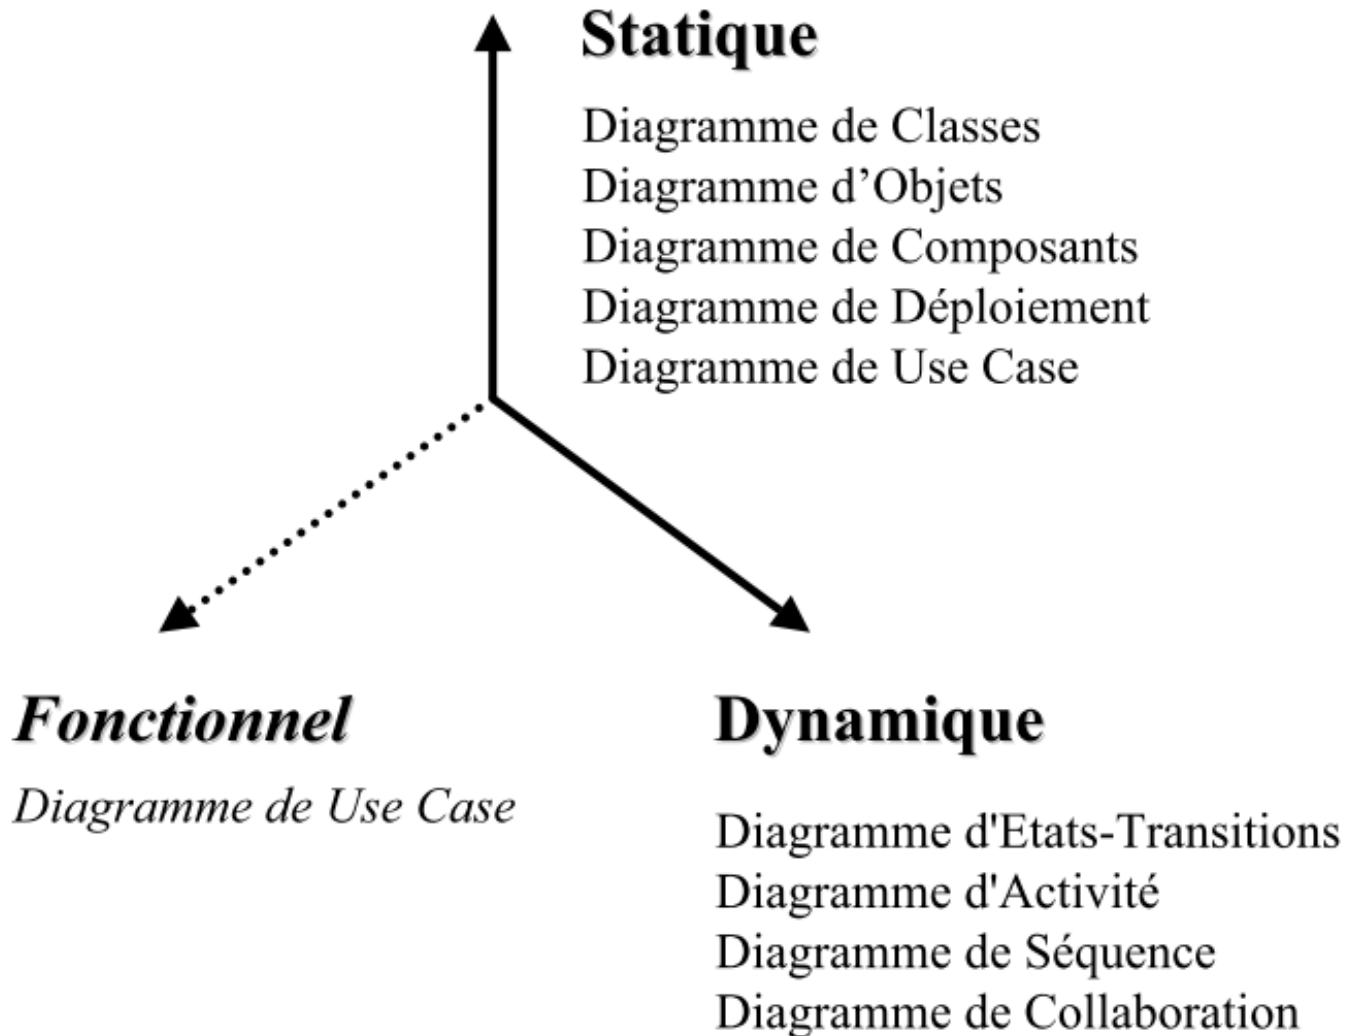 Statique
Diagramme de Classes
Diagramme d’Objets
Diagramme de Composants
Diagramme de Déploiement
Diagramme de Use Case
Fonctionnel
Diagramme de Use Case
Dynamique
Diagramme d'Etats-Transitions
Diagramme d'Activité
Diagramme de Séquence
Diagramme de Collaboration